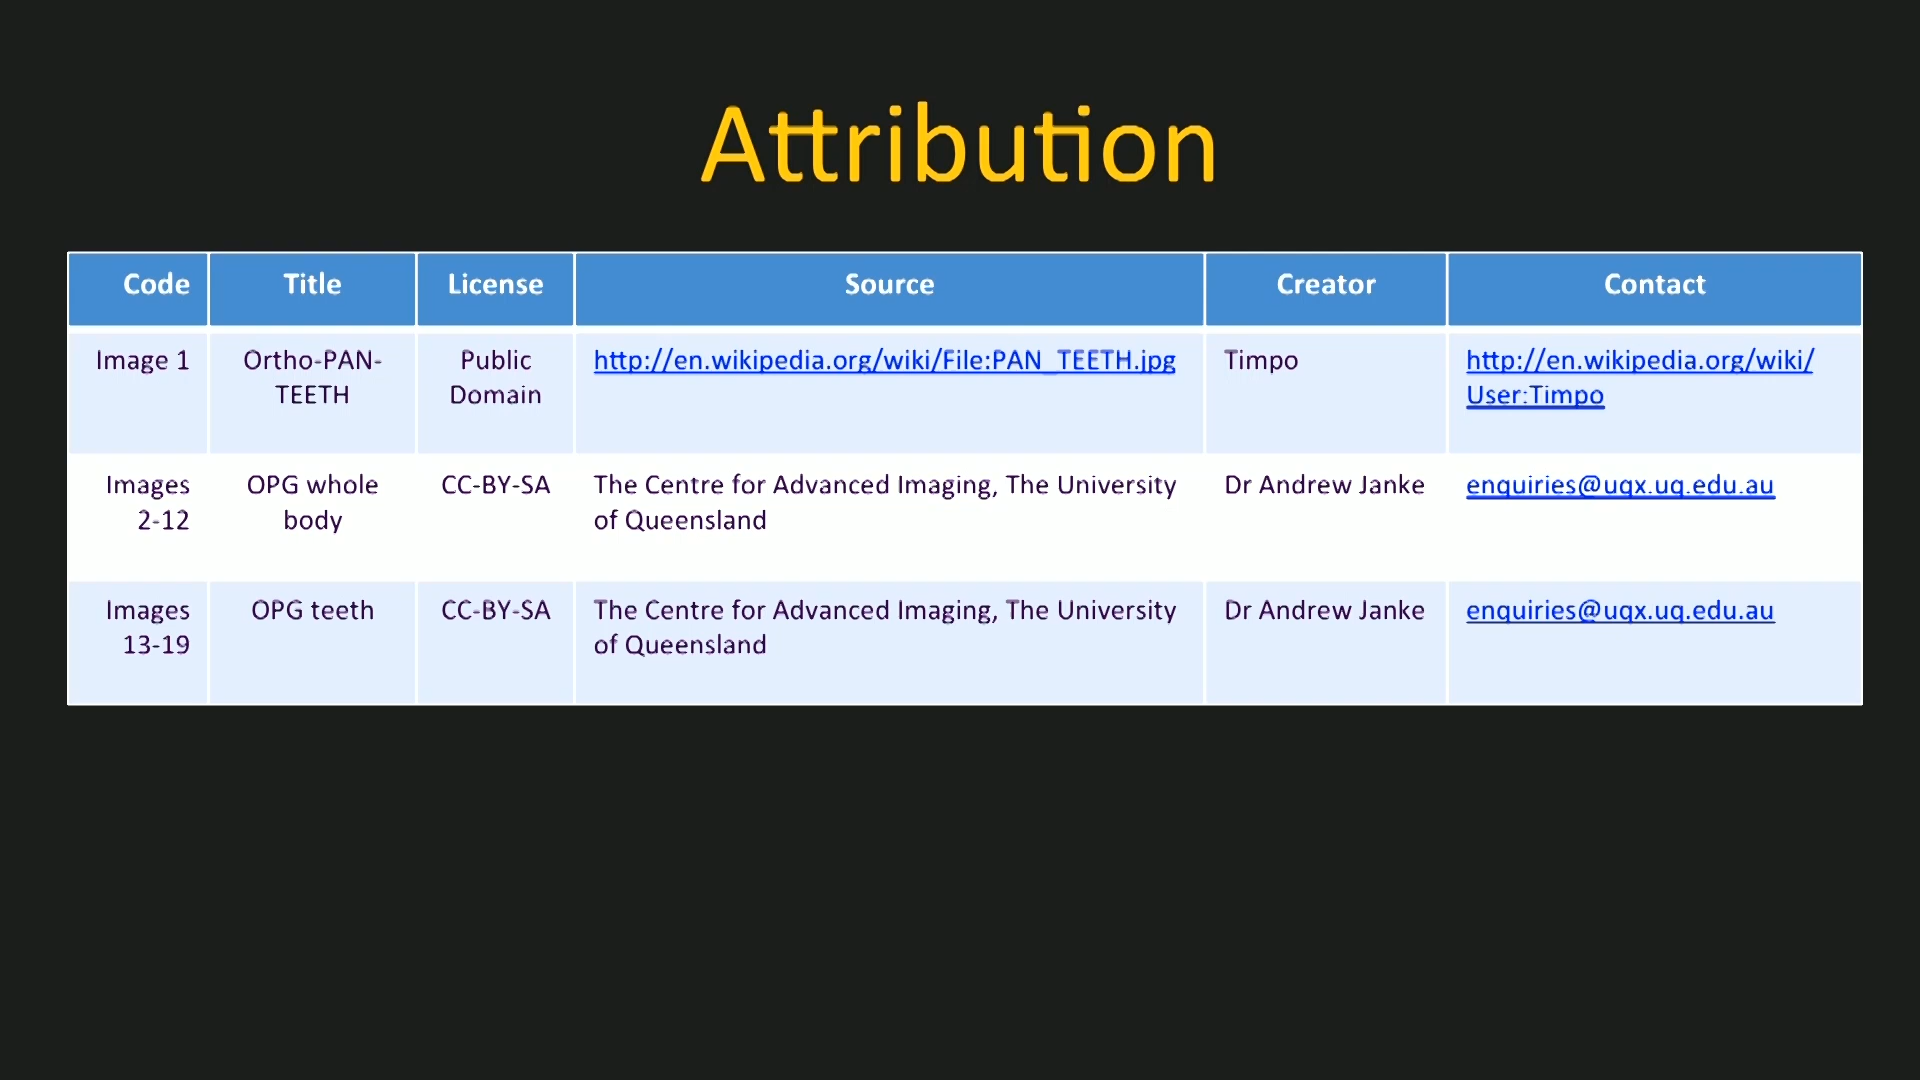 Attribution
Code Title License Source Creator Contact
Image 1 Ortho-PAN- Public http://en.wikipedia.org/wiki/File:PAN_TEETH.jpg Timpo http://en.wikipedia.org/wiki/
TEETH Domain User:Timpo
Images OPG whole CC-BY-SA The Centre for Advanced Imaging, The University Dr Andrew Janke enquiries@uqx.uq.edu.au
2-12 body of Queensland
Images OPG teeth CC-BY-SA The Centre for Advanced Imaging, The University Dr Andrew Janke enquiries@uqx.uq.edu.au
13-19 of Queensland